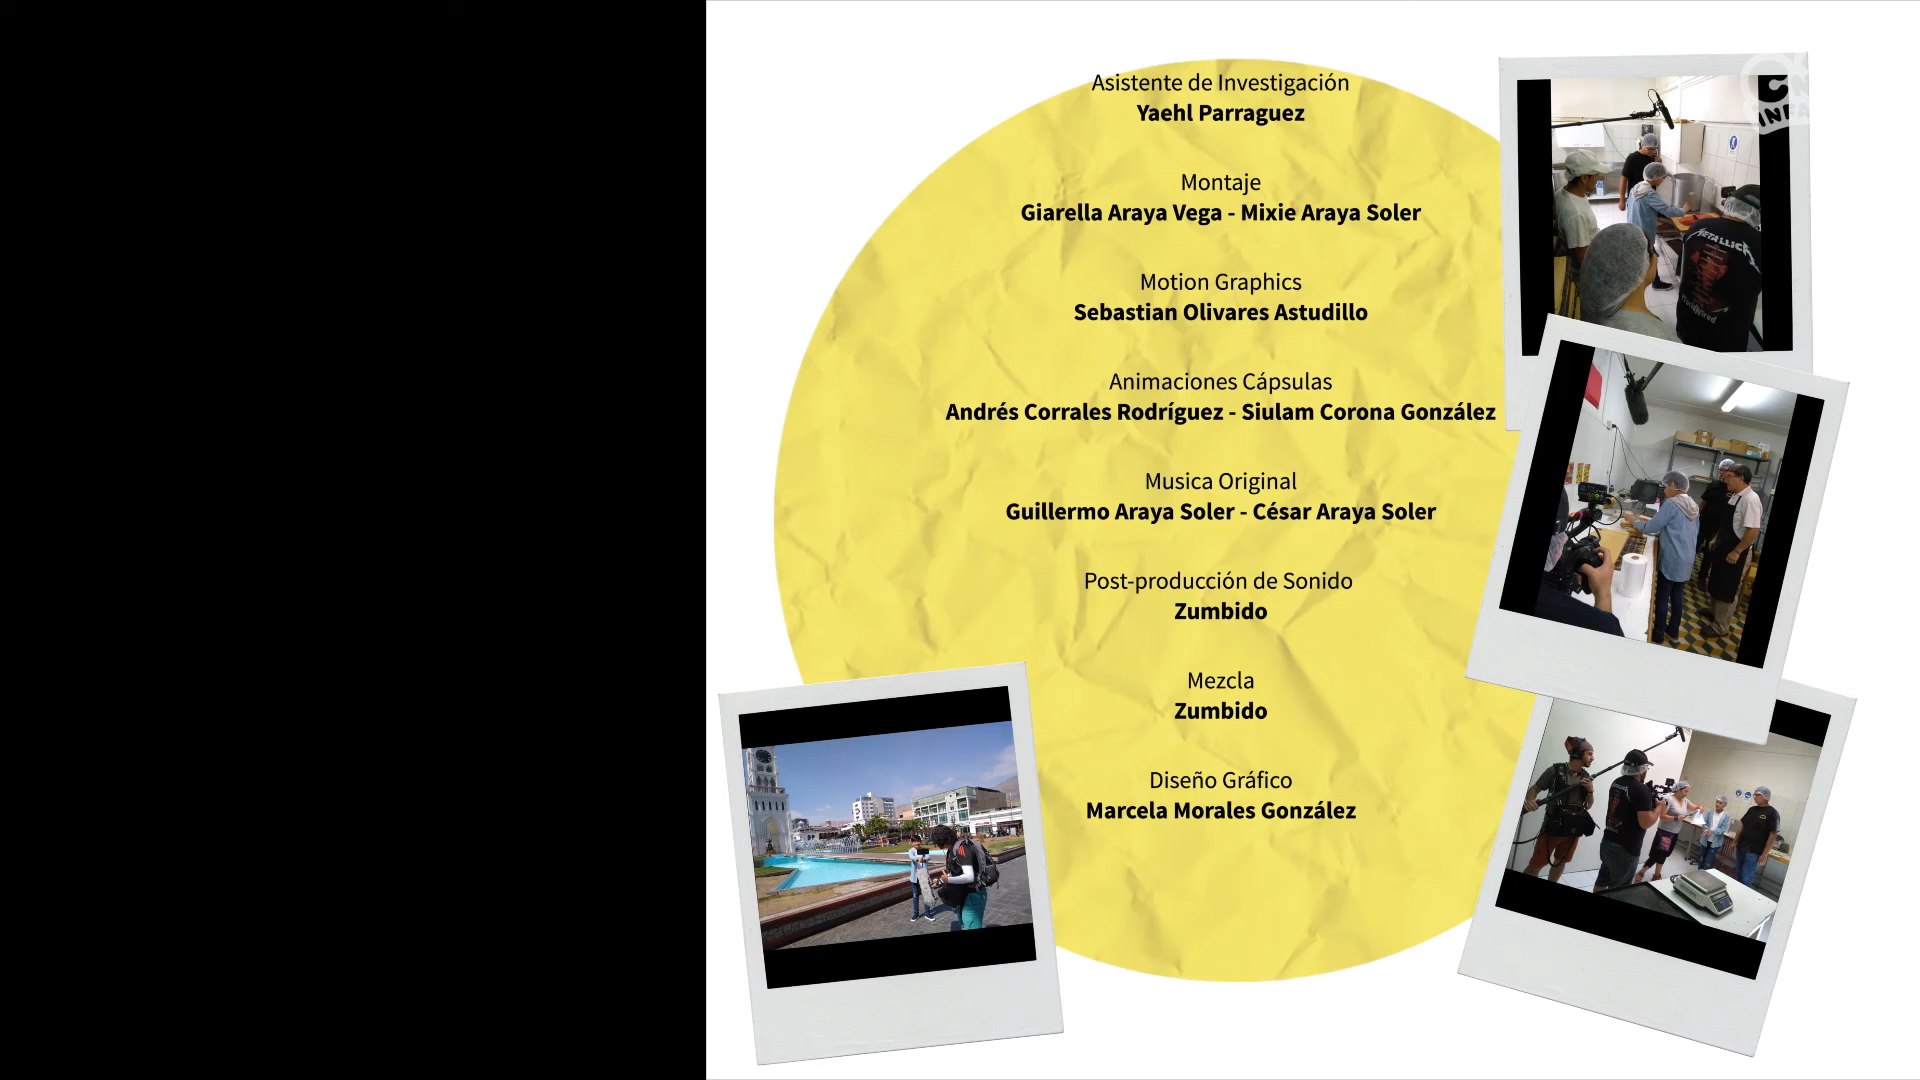 Asistente de Investigación
Yaehl Parraguez
Montaje
Giarella Araya Vega - Mixie Araya Soler
Motion Graphics
Sebastian Olivares Astudillo
Animaciones Cápsulas
Andrés Corrales Rodríguez - Siulam Corona González
Musica Original
Guillermo Araya Soler - César Araya Soler
Post-producción de Sonido
Zumbido
Mezcla
Zumbido
Diseño Gráfico
Marcela Morales González
METALLICA
WorldWired